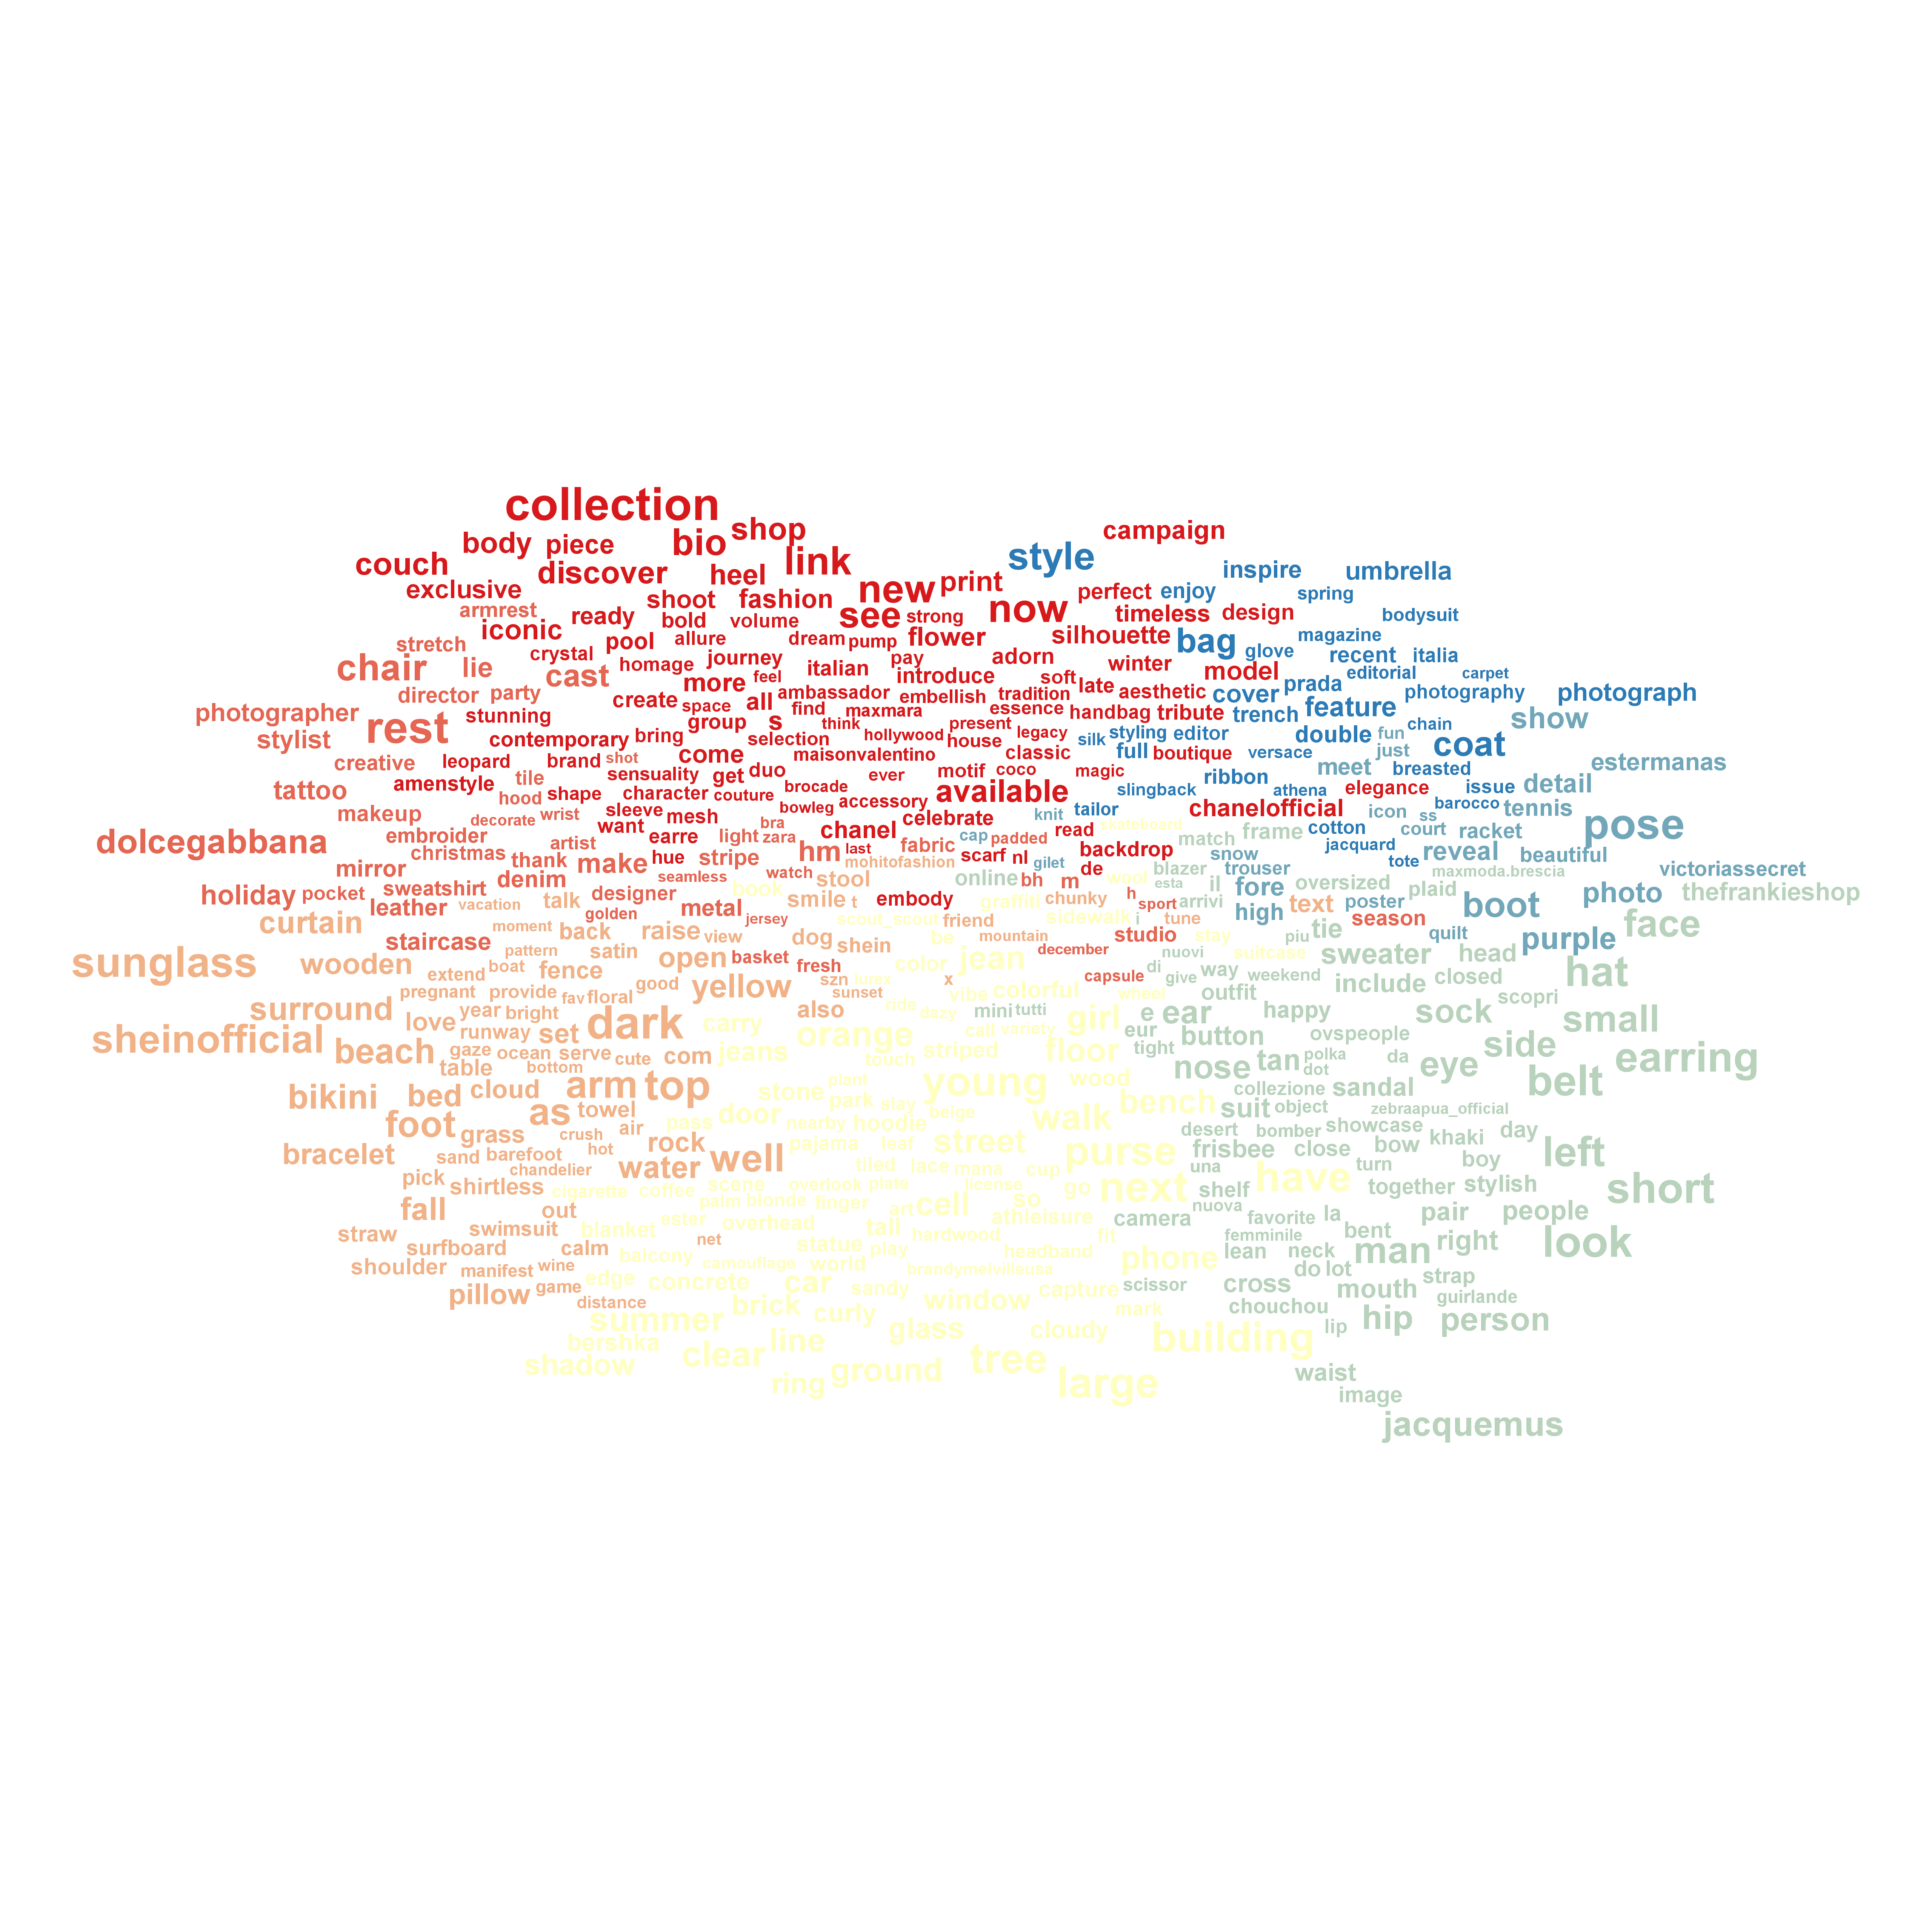 collection
shop campaign
body piece bio link style
couch discover heel new print inspire umbrella
exclusive shoot fashion see now perfect enjoy spring
armrest ready bold volume strong timeless design bodysuit
iconic pool allure dream pump flower silhouette bag magazine
stretch crystal homage journey italian pay adorn winter glove recent italia
chair lie cast more feel introduce soft late model editorial carpet
director party create space all ambassador embellish tradition aesthetic cover prada photography photograph
photographer rest stunning group s find maxmara essence handbag tribute trench feature chain show
stylist contemporary bring selection think hollywood present house legacy silk styling editor double fun coat
creative leopard brand shot come maisonvalentino classic full boutique versace just estermanas
tattoo amenstyle tile sensuality get duo ever motif coco magic ribbon meet breasted detail
hood shape character couture brocade accessory available slingback athena elegance issue
makeup decorate wrist sleeve mesh bowleg celebrate knit tailor chanelofficial icon ss barocco tennis pose
dolcegabbana embroider want earre light bra zara chanel cap padded read skateboard match frame cotton court racket
christmas artist hue stripe hm last fabric scarf nl backdrop snow jacquard reveal beautiful
mirror thank make seamless watch mohitofashion gilet de blazer trouser tote maxmoda.brescia victoriassecret
holiday pocket sweatshirt denim designer book stool online bh m wool esta il fore oversized plaid photo thefrankieshop
leather vacation talk golden metal jersey smile t embody graffiti chunky h sport arrivi high text poster boot
curtain moment back raise view scout_scout friend sidewalk i tune season face
staircase pattern satin dog shein be mountain december studio stay piu tie quilt purple
sunglass wooden extend boat fence open basket fresh color jean nuovi suitcase sweater head
surround pregnant provide fav floral good yellow szn lurex sunset x vibe colorful capsule di give way weekend include closed hat
love year bright also ride dazy mini tutti wheel outfit scopri
sheinofficial runway set dark carry orange call variety girl e ear happy sock small
beach gaze ocean serve cute com jeans touch striped floor eur tight button ovspeople side
table bottom stone plant young wood nose tan polka dot da eye earring
bikini bed cloud arm top park slay beige bench collezione sandal belt
foot as towel pass door nearby hoodie walk suit object zebraapua_official
grass crush air rock pajama leaf street desert bomber showcase khaki day
bracelet sand barefoot hot water well tiled lace mana cup purse frisbee close bow boy left
pick chandelier scene overlook plate license go next una turn
shirtless cigarette coffee palm blonde finger art cell so shelf have together stylish short
fall out ester overhead athleisure camera nuova favorite la pair people
straw swimsuit blanket net statue tall hardwood fit femminile bent
surfboard calm balcony play headband phone lean neck man right look
shoulder manifest wine camouflage world brandymelvilleusa do lot strap
pillow game edge concrete car sandy capture scissor cross mouth guirlande
distance brick curly window mark chouchou
summer line glass cloudy building lip hip person
bershka
shadow clear ground tree large waist
ring image
jacquemus